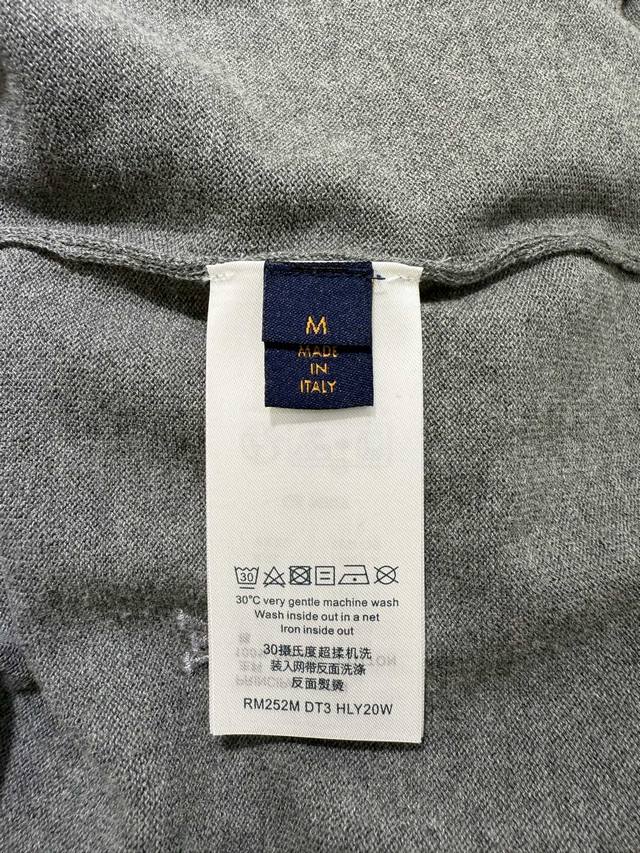 M
MADE
IN
ITALY
30
30°C very gentle machine wash
Wash inside out in a net
Iron inside out
30摄氏度超揉机洗
装入网带反面洗涤
反面熨烫
RM252M DT3 HLY20W